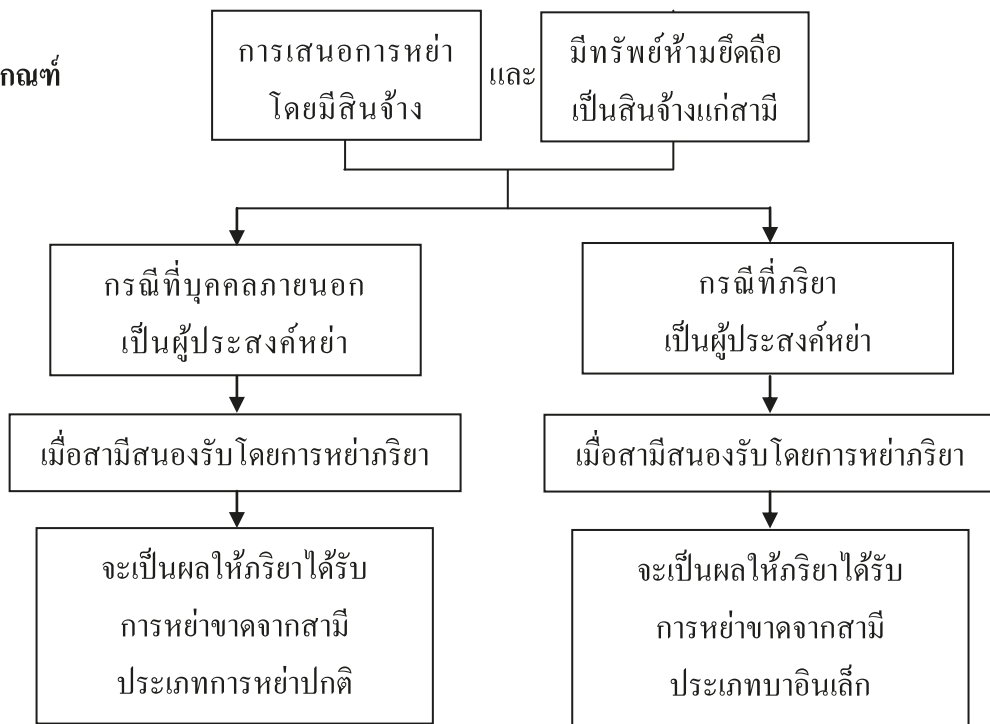 กณฑ์
การเสนอการหย่า
โดยมีสินจ้าง
และ
มีทรัพย์ห้ามยึดถือ
เป็นสินจ้างแก่สามี
กรณีที่บุคคลภายนอก
เป็นผู้ประสงค์หย่า
กรณีที่ภริยา
เป็นผู้ประสงค์หย่า
เมื่อสามีสนองรับโดยการหย่าภริยา
เมื่อสามีสนองรับโดยการหย่าภริยา
จะเป็นผลให้ภริยาได้รับ
การหย่าขาดจากสามี
ประเภทการหย่าปกติ
จะเป็นผลให้ภริยาได้รับ
การหย่าขาดจากสามี
ประเภทบาอินเล็ก